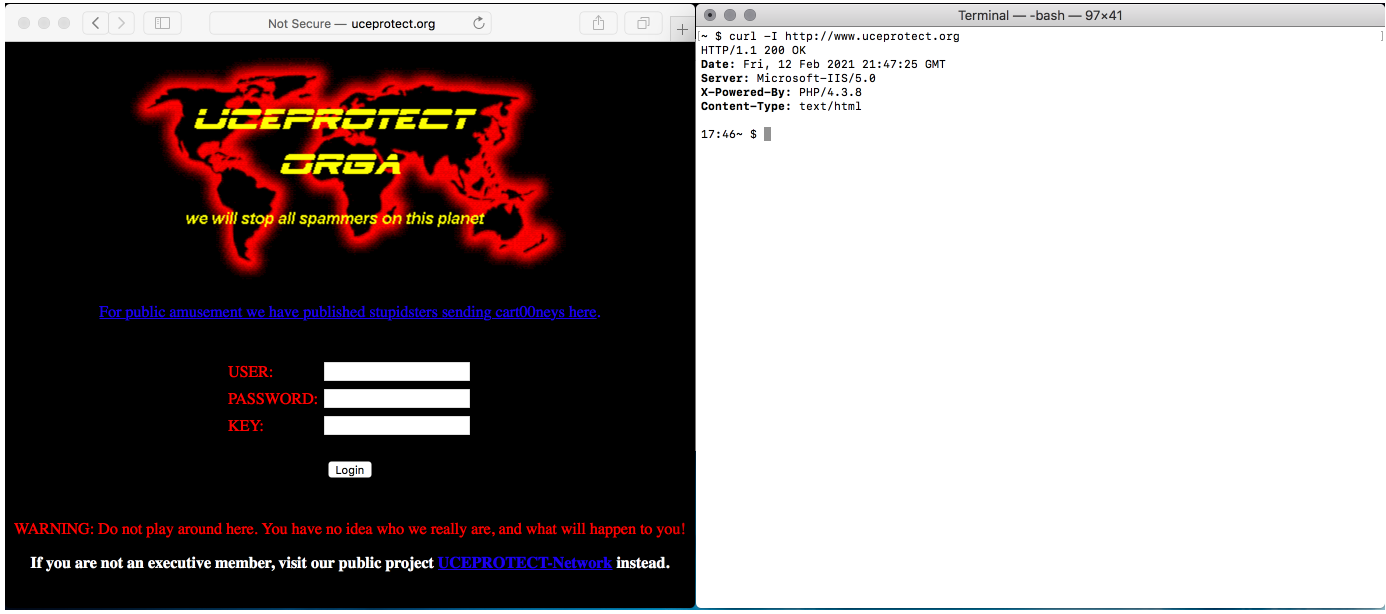 Not Secure — uceprotect.org
UCEPROTECT
ORGA
we will stop all spammers on this planet
For public amusement we have published stupidsters sending cart00neys here.
USER:
PASSWORD:
KEY:
Login
WARNING: Do not play around here. You have no idea who we really are, and what will happen to you!
If you are not an executive member, visit our public project UCEPROTECT-Network instead.
Terminal — -bash — 97×41
[~ $ curl -I http://www.uceprotect.org ]
HTTP/1.1 200 OK
Date: Fri, 12 Feb 2021 21:47:25 GMT
Server: Microsoft-IIS/5.0
X-Powered-By: PHP/4.3.8
Content-Type: text/html
17:46~ $